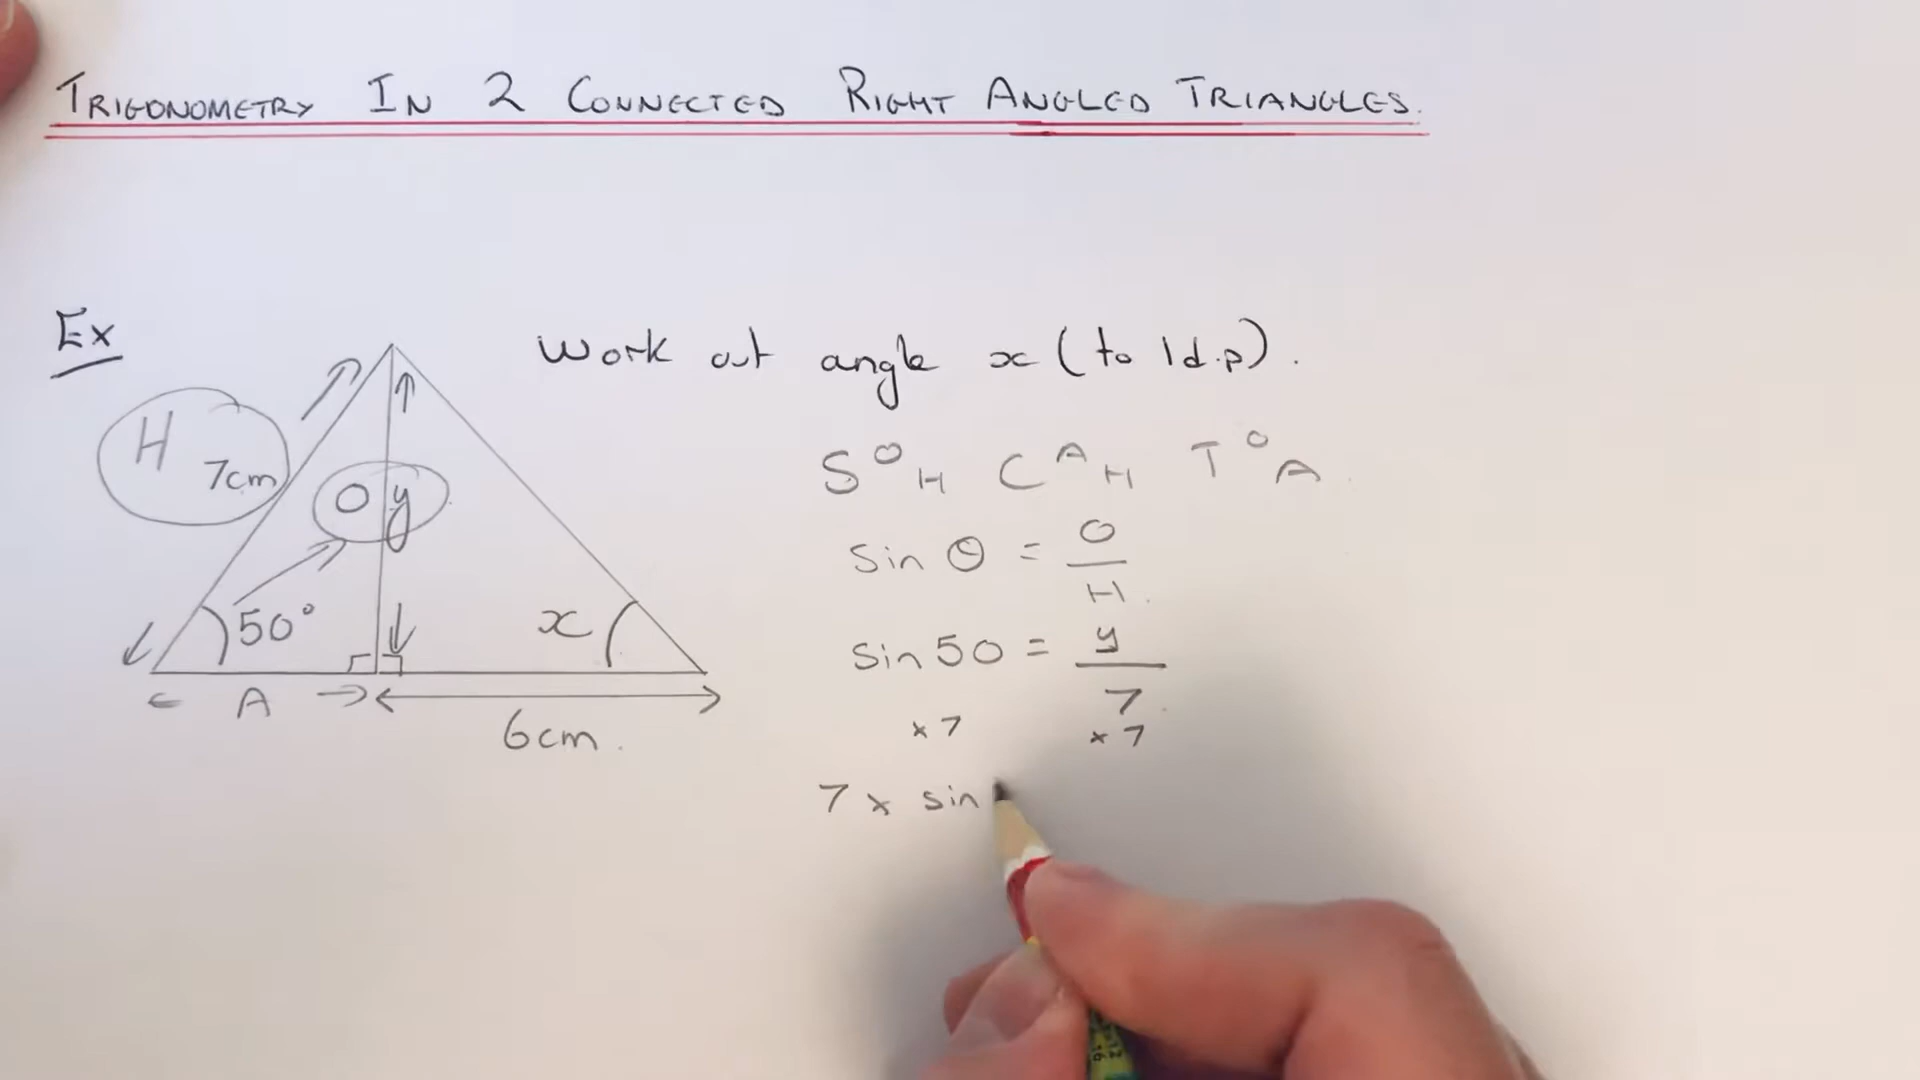 TRIGONOMETRY IN 2 CONNECTED RIGHT ANGLED TRIANGLES.
Ex
Work out angle x (to 1d.p).
H 7cm
O y
50°
x
A
6cm.
S O H C A H T O A
Sin θ = O / H
Sin 50 = y / 7
x 7 x 7
7 x sin